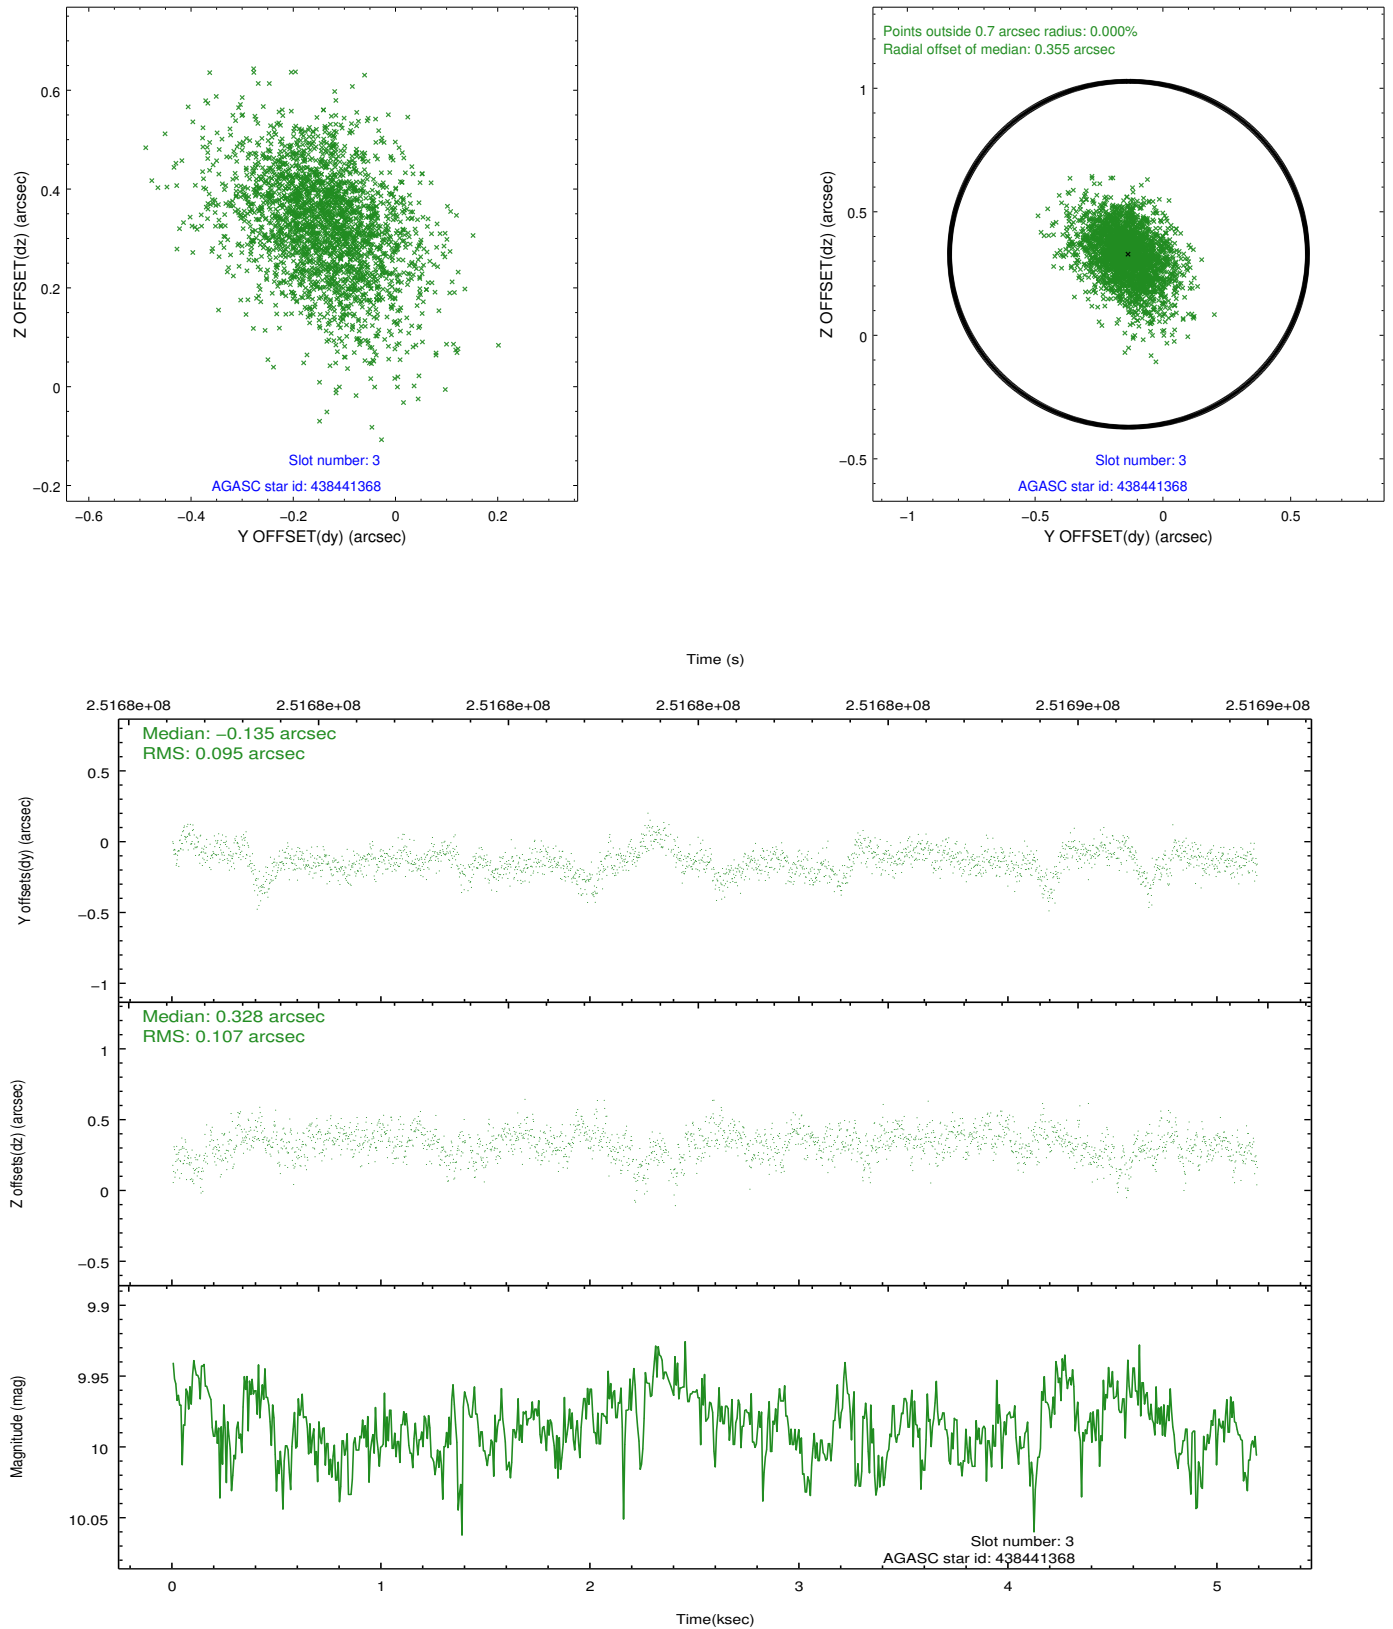 0.6
0.4
0.2
0
−0.2
Z OFFSET(dz) (arcsec)
Slot number: 3
AGASC star id: 438441368
−0.6 −0.4 −0.2 0 0.2
Y OFFSET(dy) (arcsec)
Points outside 0.7 arcsec radius: 0.000%
Radial offset of median: 0.355 arcsec
1
0.5
0
−0.5
Z OFFSET(dz) (arcsec)
Slot number: 3
AGASC star id: 438441368
−1 −0.5 0 0.5
Y OFFSET(dy) (arcsec)
Time (s)
2.5168e+08 2.5168e+08 2.5168e+08 2.5168e+08 2.5168e+08 2.5169e+08 2.5169e+08
Median: −0.135 arcsec
RMS: 0.095 arcsec
0.5
0
−0.5
−1
Y offsets(dy) (arcsec)
Median: 0.328 arcsec
RMS: 0.107 arcsec
1
0.5
0
−0.5
Z offsets(dz) (arcsec)
9.9
9.95
10
10.05
Magnitude (mag)
Slot number: 3
AGASC star id: 438441368
0 1 2 3 4 5
Time(ksec)